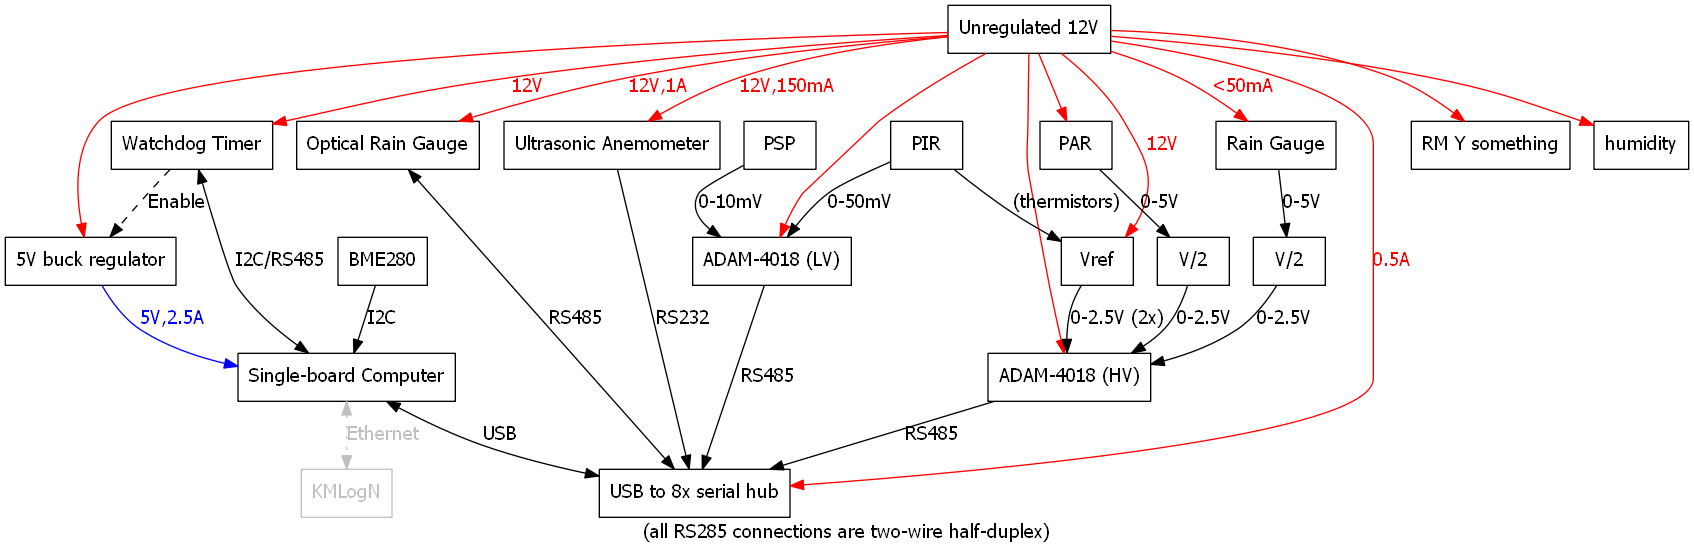 Unregulated 12V
12V
12V,1A
12V,150mA
<50mA
Watchdog Timer
Optical Rain Gauge
Ultrasonic Anemometer
PSP
PIR
PAR
12V
Rain Gauge
RM Y something
humidity
Enable
0-10mV
0-50mV
(thermistors)
0-5V
0-5V
5V buck regulator
I2C/RS485
BME280
ADAM-4018 (LV)
Vref
V/2
V/2
0.5A
5V,2.5A
I2C
RS485
RS232
0-2.5V (2x)
0-2.5V
0-2.5V
Single-board Computer
RS485
ADAM-4018 (HV)
Ethernet
USB
RS485
KMLogN
USB to 8x serial hub
(all RS285 connections are two-wire half-duplex)